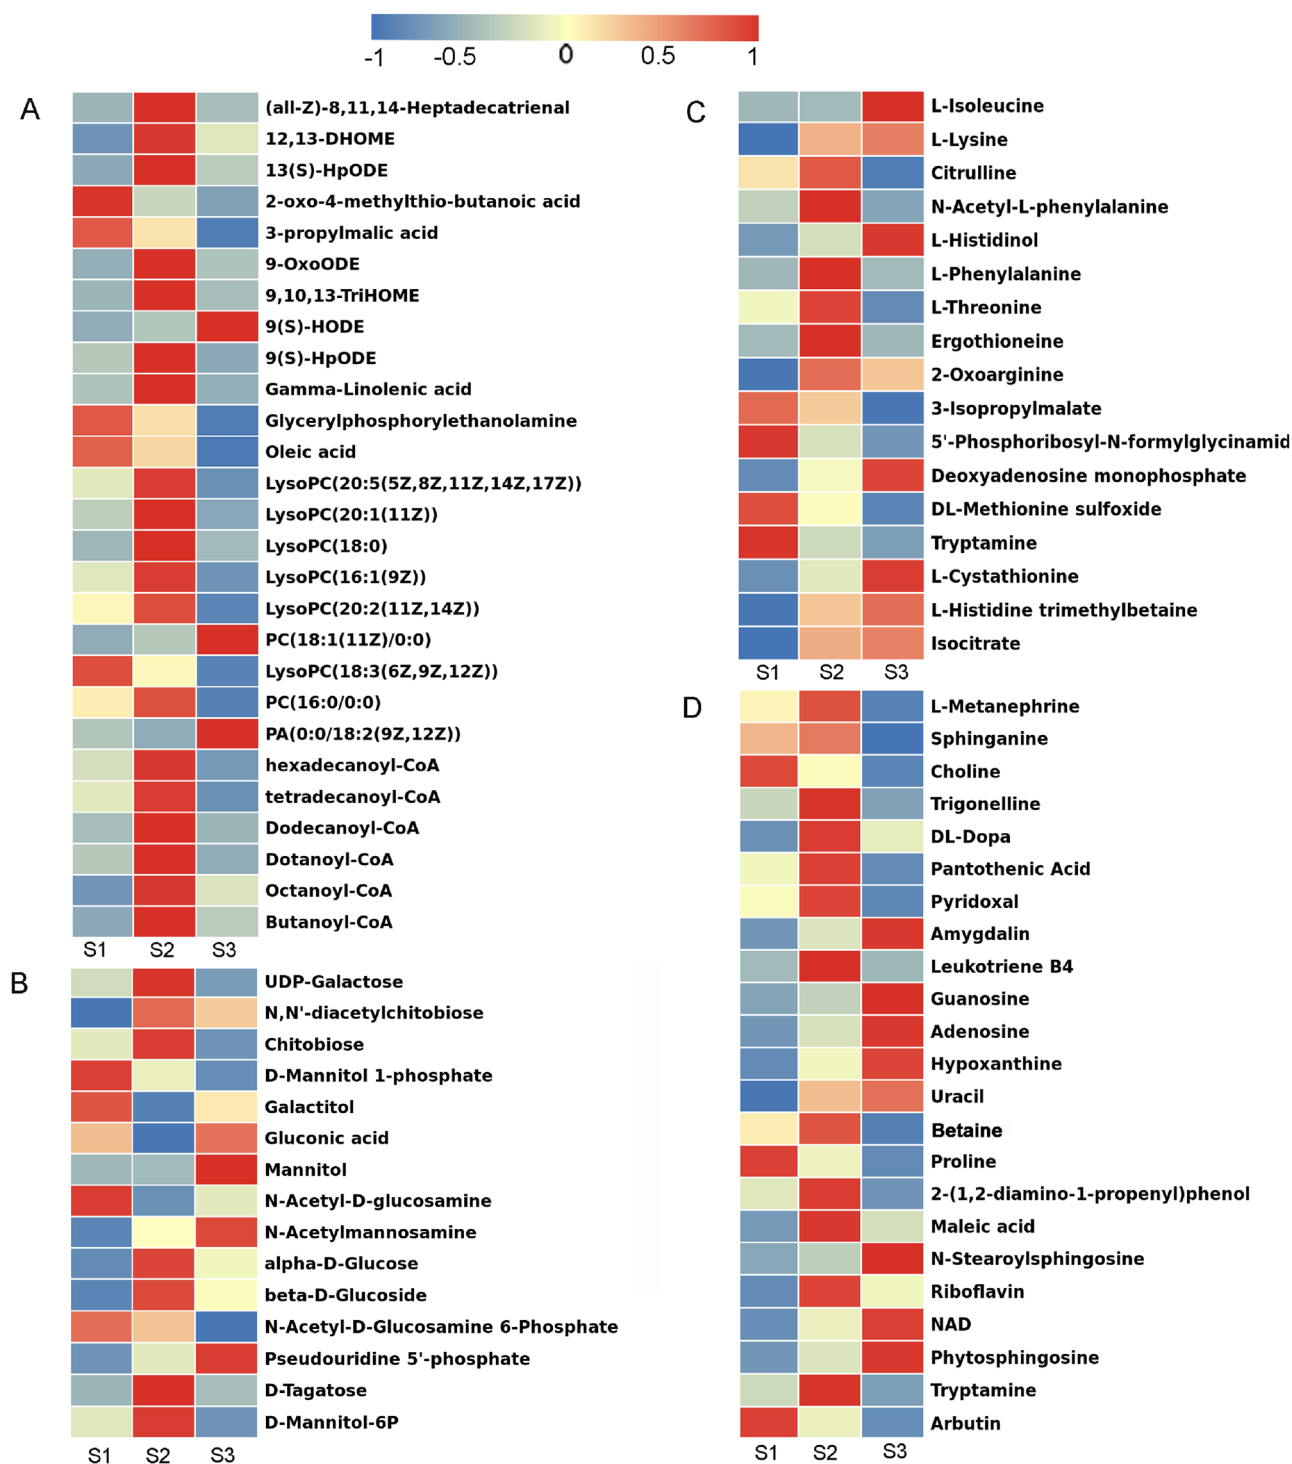 -1 -0.5 0 0.5 1
A
(all-Z)-8,11,14-Heptadecatrienal
12,13-DHOME
13(S)-HpODE
2-oxo-4-methylthio-butanoic acid
3-propylmalic acid
9-OxoODE
9,10,13-TriHOME
9(S)-HODE
9(S)-HpODE
Gamma-Linolenic acid
Glycerylphosphorylethanolamine
Oleic acid
LysoPC(20:5(5Z,8Z,11Z,14Z,17Z))
LysoPC(20:1(11Z))
LysoPC(18:0)
LysoPC(16:1(9Z))
LysoPC(20:2(11Z,14Z))
PC(18:1(11Z)/0:0)
LysoPC(18:3(6Z,9Z,12Z))
PC(16:0/0:0)
PA(0:0/18:2(9Z,12Z))
hexadecanoyl-CoA
tetradecanoyl-CoA
Dodecanoyl-CoA
Dotanoyl-CoA
Octanoyl-CoA
Butanoyl-CoA
S1 S2 S3
B
UDP-Galactose
N,N'-diacetylchitobiose
Chitobiose
D-Mannitol 1-phosphate
Galactitol
Gluconic acid
Mannitol
N-Acetyl-D-glucosamine
N-Acetylmannosamine
alpha-D-Glucose
beta-D-Glucoside
N-Acetyl-D-Glucosamine 6-Phosphate
Pseudouridine 5'-phosphate
D-Tagatose
D-Mannitol-6P
S1 S2 S3
C
L-Isoleucine
L-Lysine
Citrulline
N-Acetyl-L-phenylalanine
L-Histidinol
L-Phenylalanine
L-Threonine
Ergothioneine
2-Oxoarginine
3-Isopropylmalate
5'-Phosphoribosyl-N-formylglycinamid
Deoxyadenosine monophosphate
DL-Methionine sulfoxide
Tryptamine
L-Cystathionine
L-Histidine trimethylbetaine
Isocitrate
S1 S2 S3
D
L-Metanephrine
Sphinganine
Choline
Trigonelline
DL-Dopa
Pantothenic Acid
Pyridoxal
Amygdalin
Leukotriene B4
Guanosine
Adenosine
Hypoxanthine
Uracil
Betaine
Proline
2-(1,2-diamino-1-propenyl)phenol
Maleic acid
N-Stearoylsphingosine
Riboflavin
NAD
Phytosphingosine
Tryptamine
Arbutin
S1 S2 S3